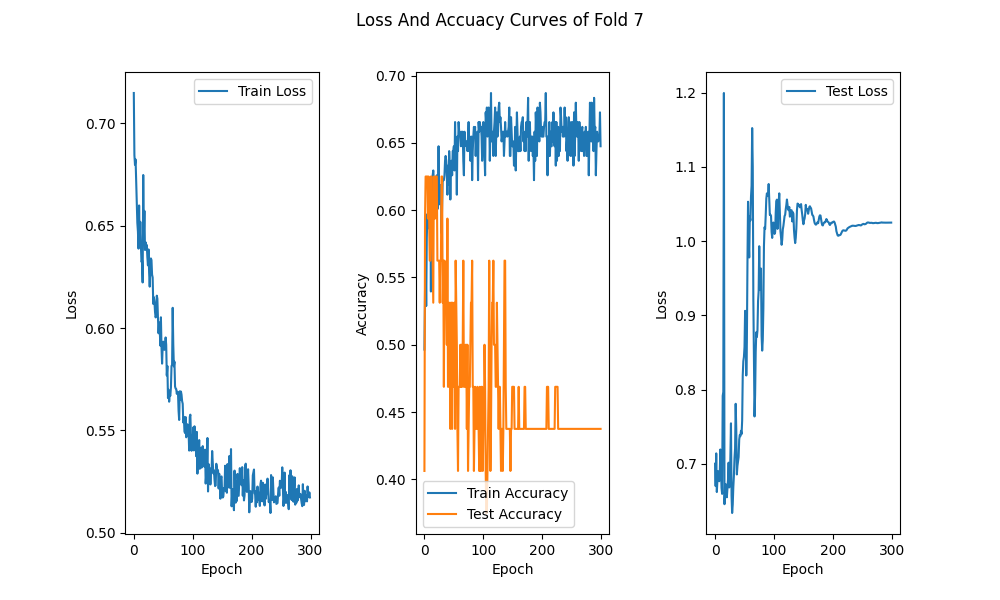 Loss And Accuacy Curves of Fold 7
Train Loss
0.70
0.65
0.60
0.55
0.50
Loss
0 100 200 300
Epoch
0.70
0.65
0.60
0.55
0.50
0.45
0.40
Accuracy
Train Accuracy
Test Accuracy
0 100 200 300
Epoch
Test Loss
1.2
1.1
1.0
0.9
0.8
0.7
Loss
0 100 200 300
Epoch